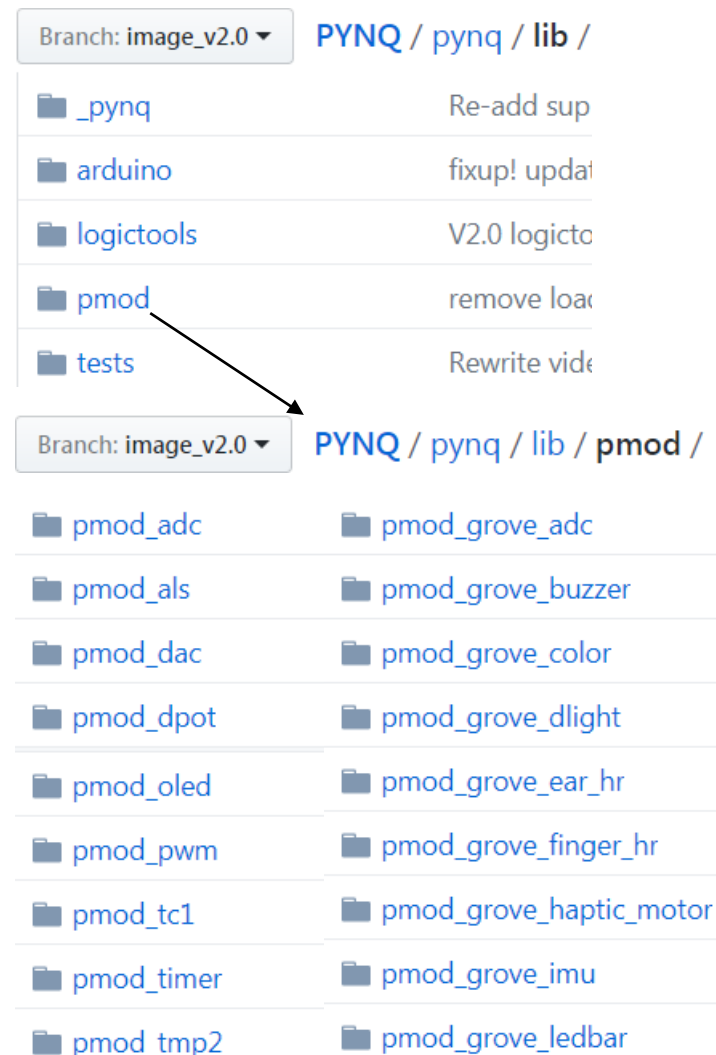 Branch: image_v2.0 PYNQ / pynq / lib /
_pynq Re-add sup
arduino fixup! updat
logictools V2.0 logicto
pmod remove load
tests Rewrite vide
Branch: image_v2.0 PYNQ / pynq / lib / pmod /
pmod_adc pmod_grove_adc
pmod_als pmod_grove_buzzer
pmod_dac pmod_grove_color
pmod_dpot pmod_grove_dlight
pmod_oled pmod_grove_ear_hr
pmod_pwm pmod_grove_finger_hr
pmod_tc1 pmod_grove_haptic_motor
pmod_timer pmod_grove_imu
pmod_tmp2 pmod_grove_ledbar